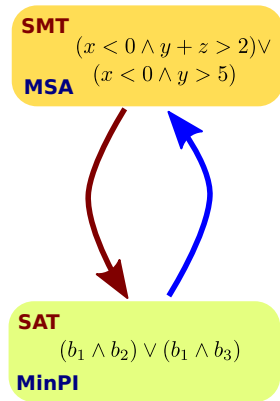 SMT
(x < 0 ∧ y + z > 2)∨
(x < 0 ∧ y > 5)
MSA
SAT
(b₁ ∧ b₂) ∨ (b₁ ∧ b₃)
MinPI